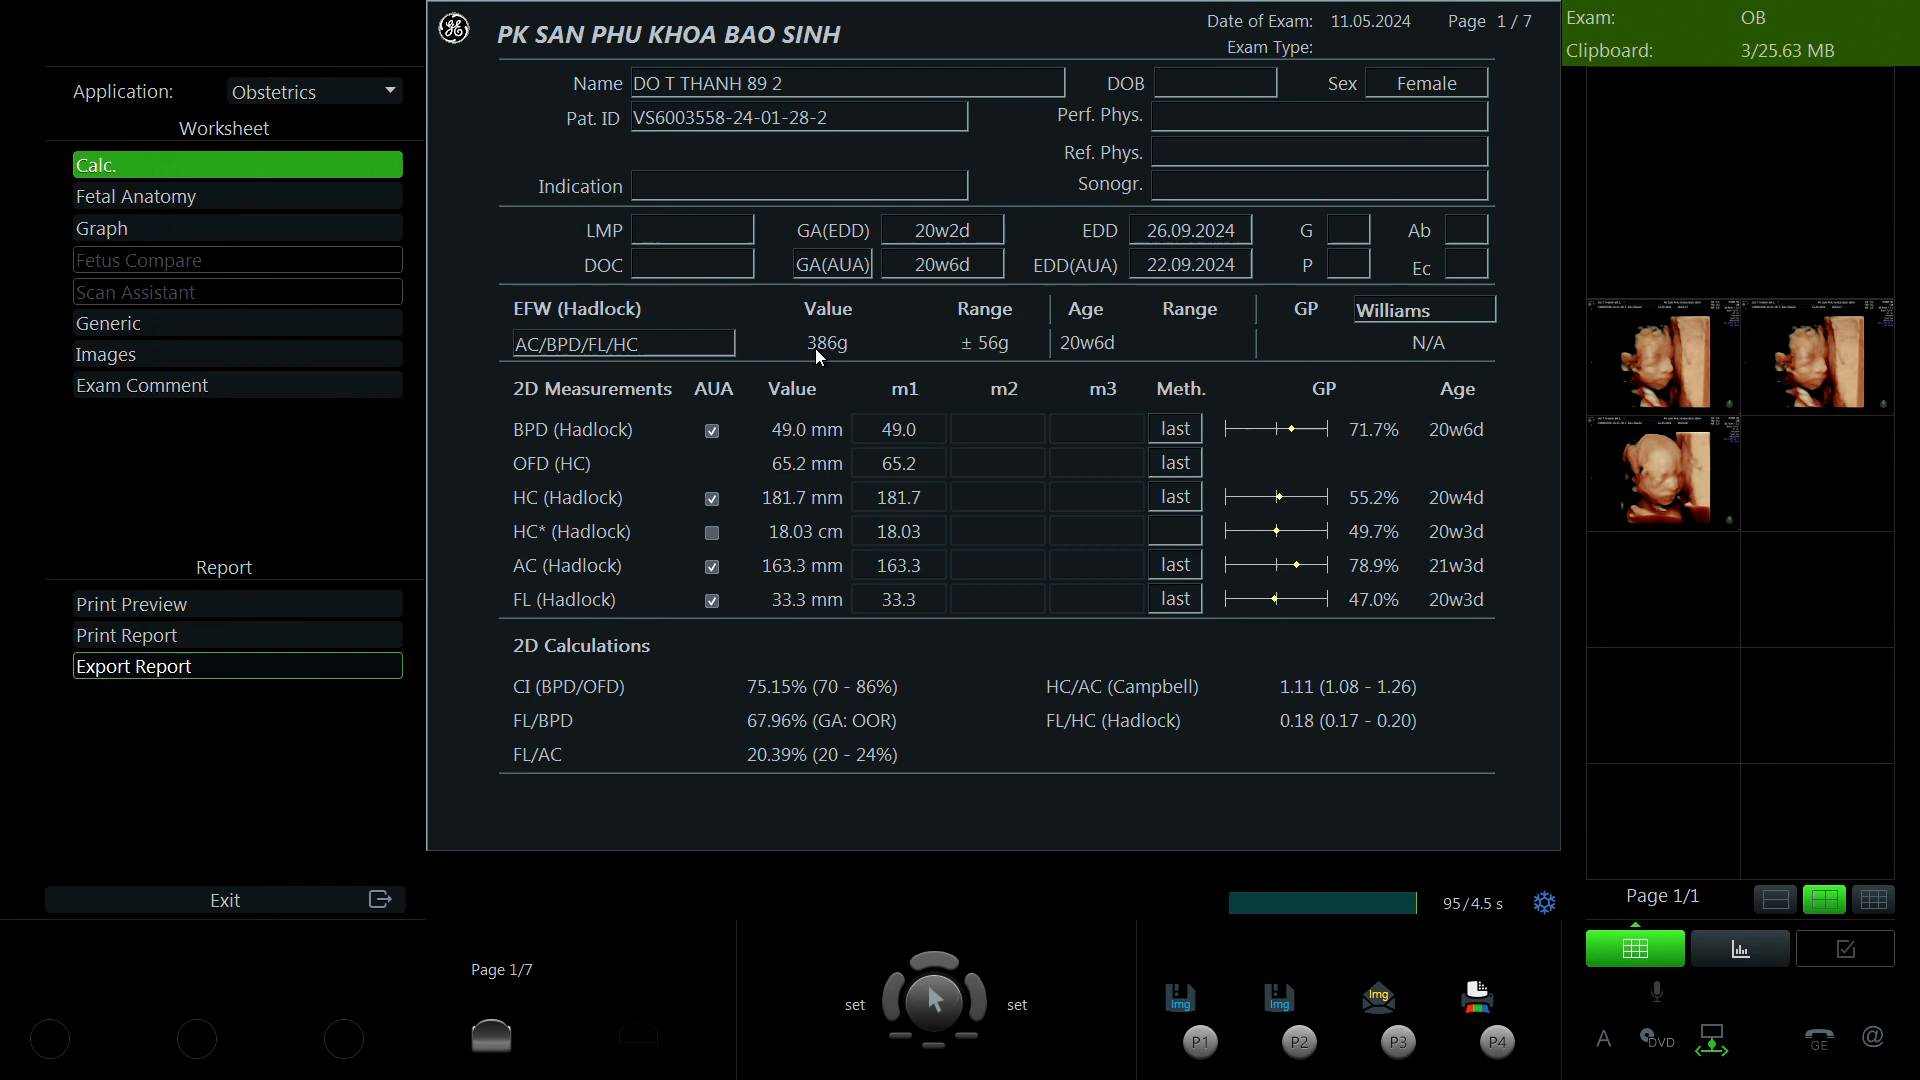 PK SAN PHU KHOA BAO SINH
Date of Exam: 11.05.2024 Page 1 / 7
Exam Type:
Name DO T THANH 89 2 DOB Sex Female
Pat. ID VS6003558-24-01-28-2 Perf. Phys.
Ref. Phys.
Indication Sonogr.
LMP GA(EDD) 20w2d EDD 26.09.2024 G Ab
DOC GA(AUA) 20w6d EDD(AUA) 22.09.2024 P Ec
EFW (Hadlock) Value Range Age Range GP Williams
AC/BPD/FL/HC 386g ± 56g 20w6d N/A
2D Measurements AUA Value m1 m2 m3 Meth. GP Age
BPD (Hadlock) 49.0 mm 49.0 last 71.7% 20w6d
OFD (HC) 65.2 mm 65.2 last
HC (Hadlock) 181.7 mm 181.7 last 55.2% 20w4d
HC* (Hadlock) 18.03 cm 18.03 49.7% 20w3d
AC (Hadlock) 163.3 mm 163.3 last 78.9% 21w3d
FL (Hadlock) 33.3 mm 33.3 last 47.0% 20w3d
2D Calculations
CI (BPD/OFD) 75.15% (70 - 86%) HC/AC (Campbell) 1.11 (1.08 - 1.26)
FL/BPD 67.96% (GA: OOR) FL/HC (Hadlock) 0.18 (0.17 - 0.20)
FL/AC 20.39% (20 - 24%)
Application: Obstetrics
Worksheet
Calc.
Fetal Anatomy
Graph
Fetus Compare
Scan Assistant
Generic
Images
Exam Comment
Report
Print Preview
Print Report
Export Report
Exit
Exam: OB
Clipboard: 3/25.63 MB
Page 1/1
95/4.5 s
Page 1/7
set set
Img Img Img
P1 P2 P3 P4
A DVD GE @